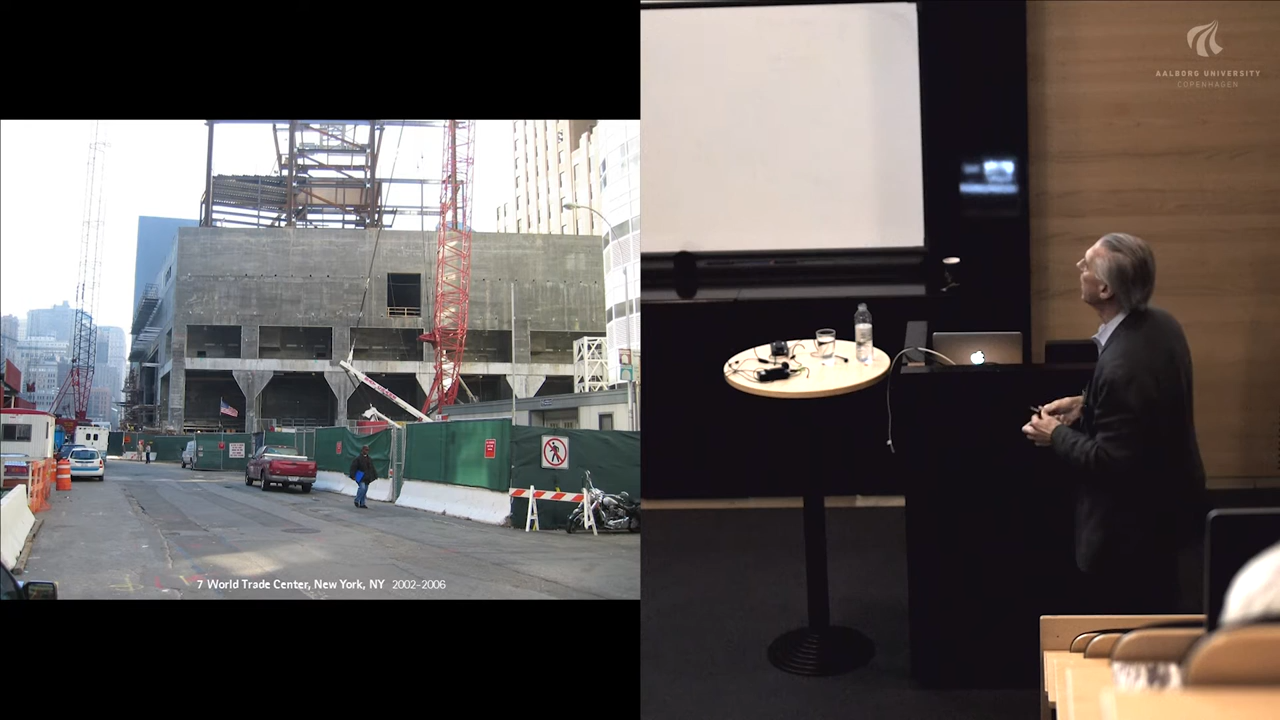 7 World Trade Center, New York, NY 2002–2006
AALBORG UNIVERSITY
COPENHAGEN